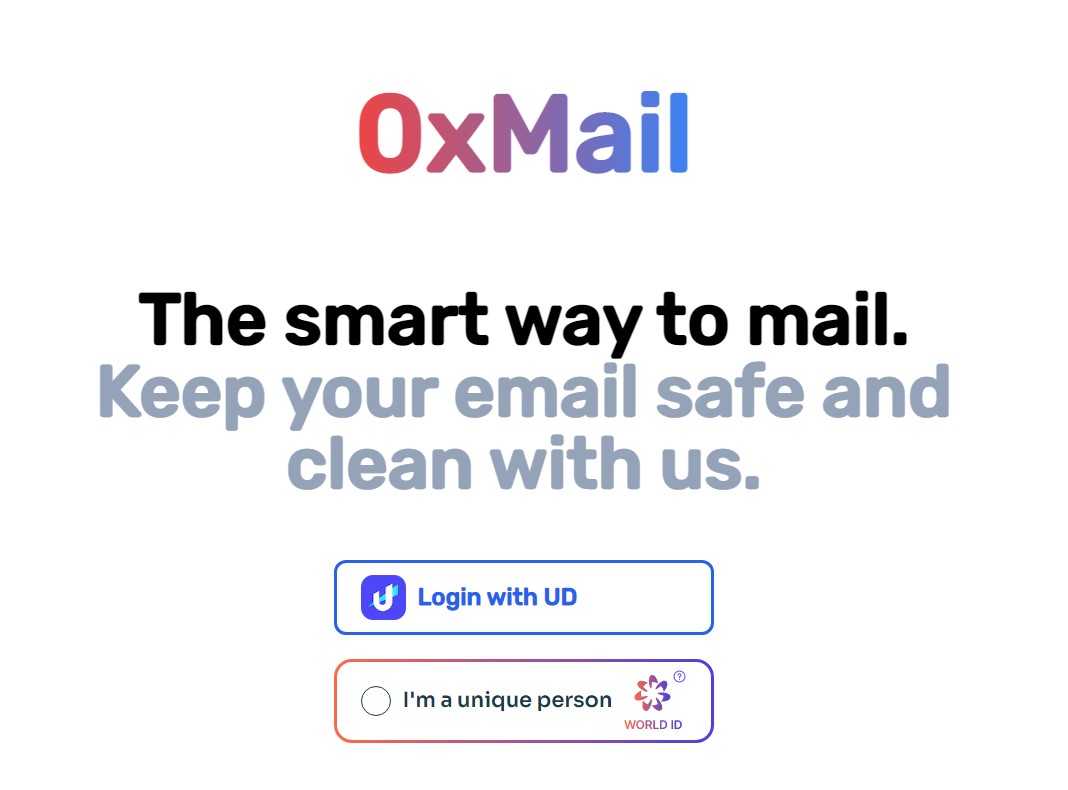 0xMail
The smart way to mail.
Keep your email safe and
clean with us.
Login with UD
I'm a unique person
?
WORLD ID